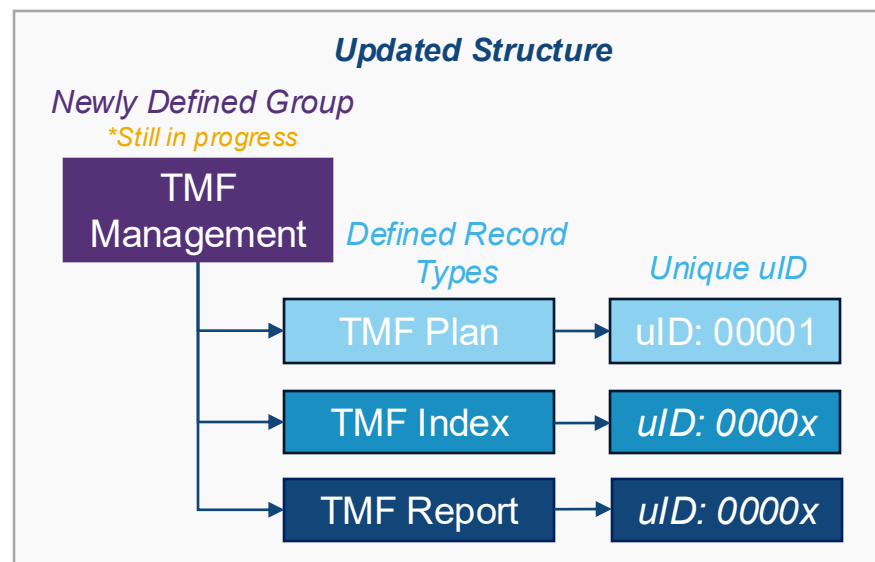 Updated Structure
Newly Defined Group
*Still in progress
TMF
Management
Defined Record
Types
Unique uID
TMF Plan
uID: 00001
TMF Index
uID: 0000x
TMF Report
uID: 0000x